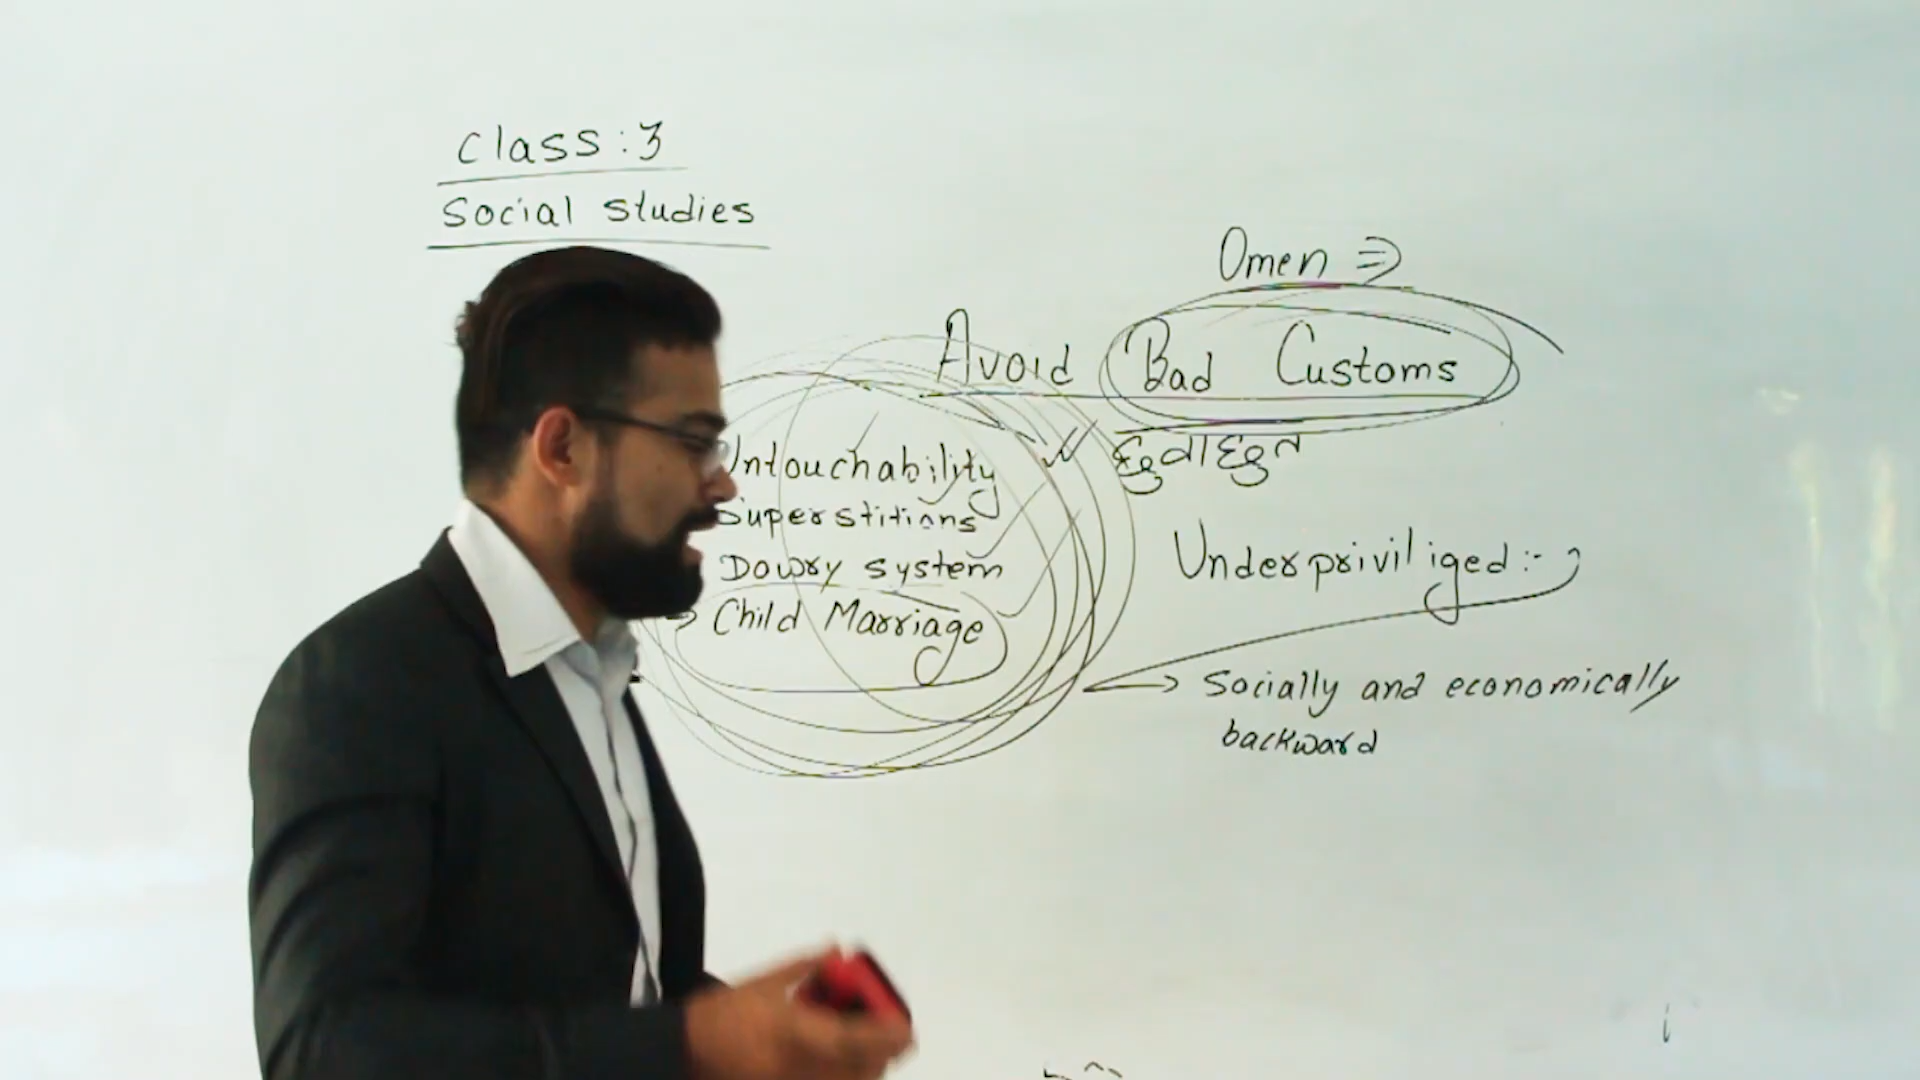 Class : 3
Social studies
Omen ⇒
Avoid Bad Customs
Untouchability
Superstitions
Dowry system
→ Child Marriage
Underpriviliged :-
→ Socially and economically
backward